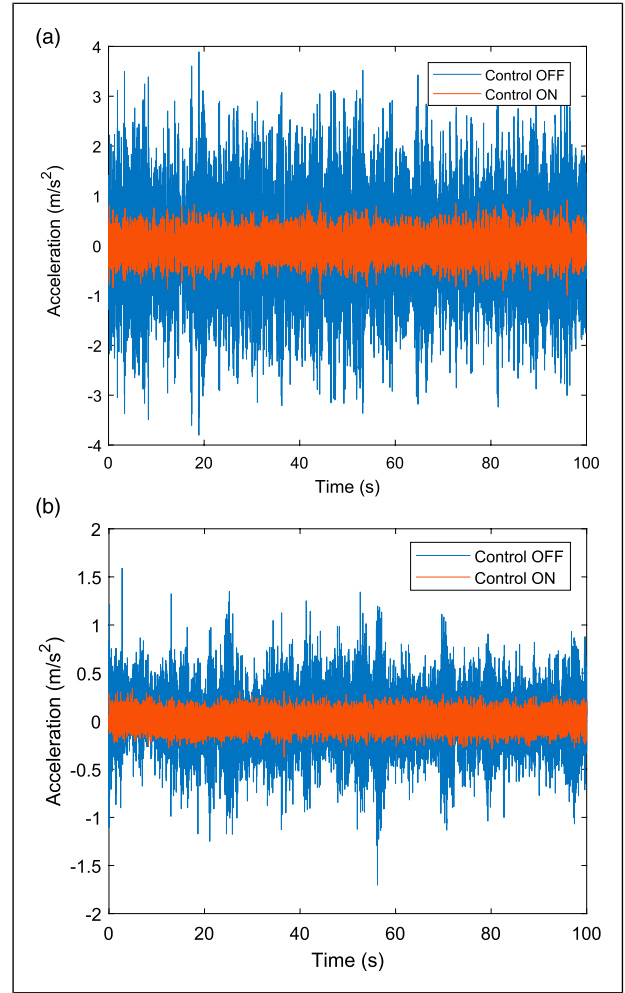 (a)
4
3
2
1
0
-1
-2
-3
-4
Acceleration (m/s²)
Control OFF
Control ON
0 20 40 60 80 100
Time (s)
(b)
2
1.5
1
0.5
0
-0.5
-1
-1.5
-2
Acceleration (m/s²)
Control OFF
Control ON
0 20 40 60 80 100
Time (s)